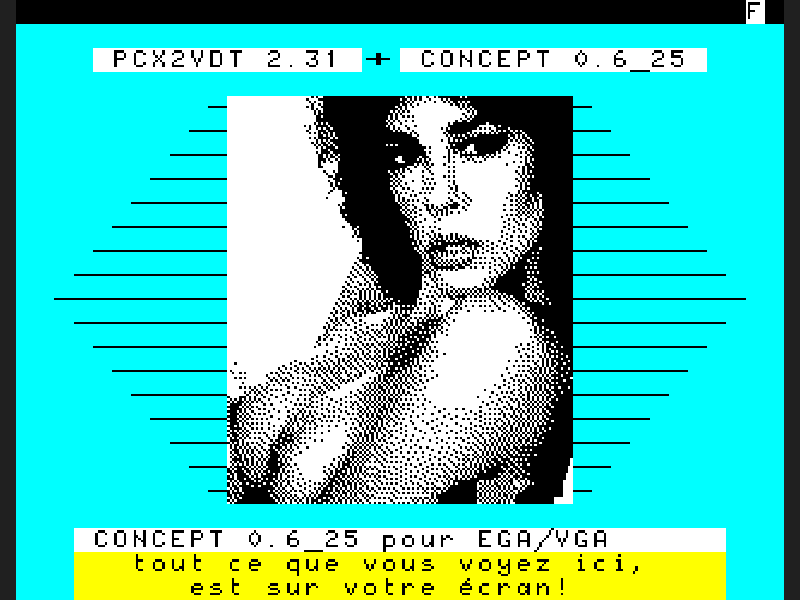 F
PCX2VDT 2.31 + CONCEPT 0.6_25
CONCEPT 0.6_25 pour EGA/VGA
tout ce que vous voyez ici,
est sur votre écran!